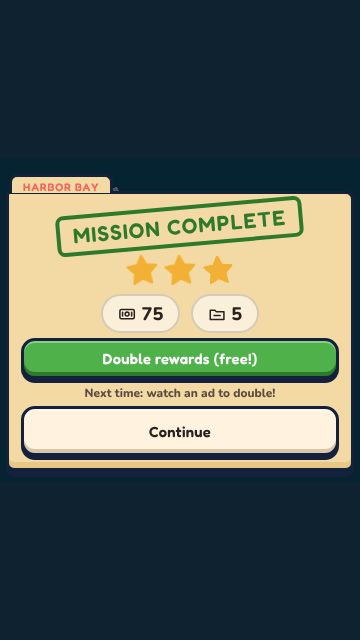 HARBOR BAY
MISSION COMPLETE
75
5
Double rewards (free!)
Next time: watch an ad to double!
Continue